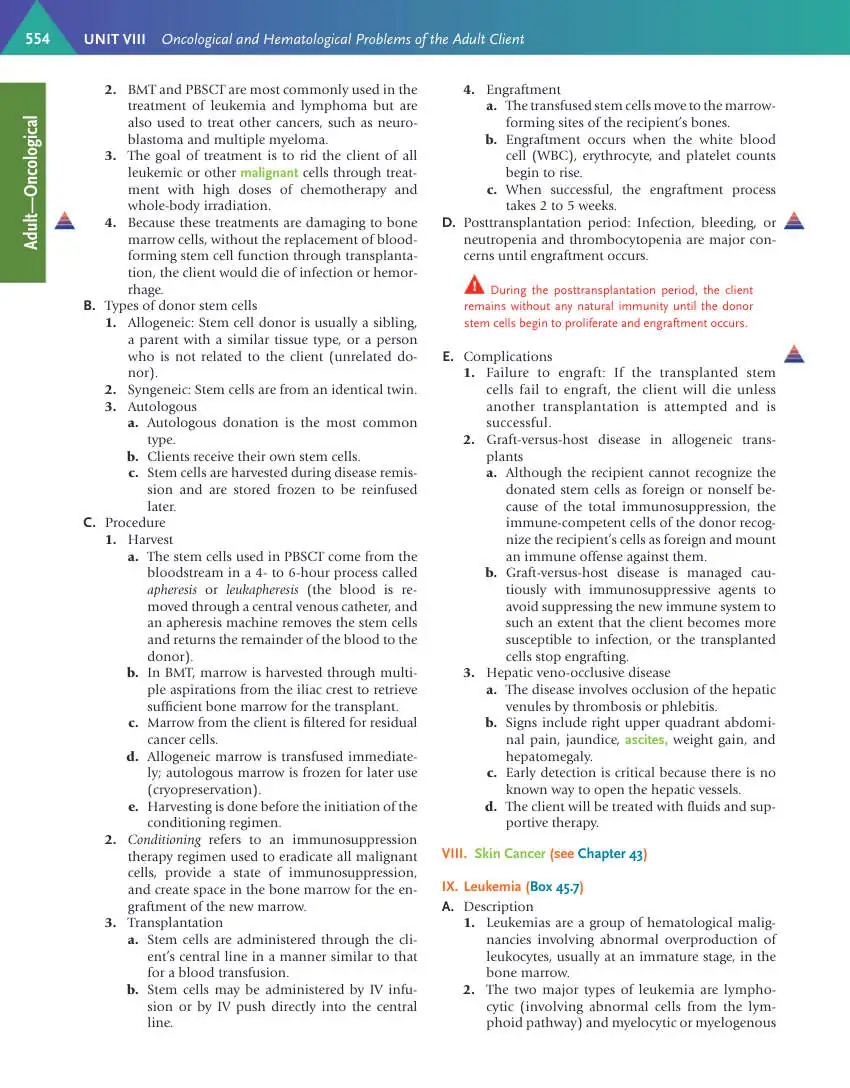 554 UNIT VIII Oncological and Hematological Problems of the Adult Client
Adult—Oncological
2. BMT and PBSCT are most commonly used in the
treatment of leukemia and lymphoma but are
also used to treat other cancers, such as neuro-
blastoma and multiple myeloma.
3. The goal of treatment is to rid the client of all
leukemic or other malignant cells through treat-
ment with high doses of chemotherapy and
whole-body irradiation.
4. Because these treatments are damaging to bone
marrow cells, without the replacement of blood-
forming stem cell function through transplanta-
tion, the client would die of infection or hemor-
rhage.
B. Types of donor stem cells
1. Allogeneic: Stem cell donor is usually a sibling,
a parent with a similar tissue type, or a person
who is not related to the client (unrelated do-
nor).
2. Syngeneic: Stem cells are from an identical twin.
3. Autologous
a. Autologous donation is the most common
type.
b. Clients receive their own stem cells.
c. Stem cells are harvested during disease remis-
sion and are stored frozen to be reinfused
later.
C. Procedure
1. Harvest
a. The stem cells used in PBSCT come from the
bloodstream in a 4- to 6-hour process called
apheresis or leukapheresis (the blood is re-
moved through a central venous catheter, and
an apheresis machine removes the stem cells
and returns the remainder of the blood to the
donor).
b. In BMT, marrow is harvested through multi-
ple aspirations from the iliac crest to retrieve
sufficient bone marrow for the transplant.
c. Marrow from the client is filtered for residual
cancer cells.
d. Allogeneic marrow is transfused immediate-
ly; autologous marrow is frozen for later use
(cryopreservation).
e. Harvesting is done before the initiation of the
conditioning regimen.
2. Conditioning refers to an immunosuppression
therapy regimen used to eradicate all malignant
cells, provide a state of immunosuppression,
and create space in the bone marrow for the en-
graftment of the new marrow.
3. Transplantation
a. Stem cells are administered through the cli-
ent's central line in a manner similar to that
for a blood transfusion.
b. Stem cells may be administered by IV infu-
sion or by IV push directly into the central
line.
4. Engraftment
a. The transfused stem cells move to the marrow-
forming sites of the recipient's bones.
b. Engraftment occurs when the white blood
cell (WBC), erythrocyte, and platelet counts
begin to rise.
c. When successful, the engraftment process
takes 2 to 5 weeks.
D. Posttransplantation period: Infection, bleeding, or
neutropenia and thrombocytopenia are major con-
cerns until engraftment occurs.
! During the posttransplantation period, the client
remains without any natural immunity until the donor
stem cells begin to proliferate and engraftment occurs.
E. Complications
1. Failure to engraft: If the transplanted stem
cells fail to engraft, the client will die unless
another transplantation is attempted and is
successful.
2. Graft-versus-host disease in allogeneic trans-
plants
a. Although the recipient cannot recognize the
donated stem cells as foreign or nonself be-
cause of the total immunosuppression, the
immune-competent cells of the donor recog-
nize the recipient's cells as foreign and mount
an immune offense against them.
b. Graft-versus-host disease is managed cau-
tiously with immunosuppressive agents to
avoid suppressing the new immune system to
such an extent that the client becomes more
susceptible to infection, or the transplanted
cells stop engrafting.
3. Hepatic veno-occlusive disease
a. The disease involves occlusion of the hepatic
venules by thrombosis or phlebitis.
b. Signs include right upper quadrant abdomi-
nal pain, jaundice, ascites, weight gain, and
hepatomegaly.
c. Early detection is critical because there is no
known way to open the hepatic vessels.
d. The client will be treated with fluids and sup-
portive therapy.
VIII. Skin Cancer (see Chapter 43)
IX. Leukemia (Box 45.7)
A. Description
1. Leukemias are a group of hematological malig-
nancies involving abnormal overproduction of
leukocytes, usually at an immature stage, in the
bone marrow.
2. The two major types of leukemia are lympho-
cytic (involving abnormal cells from the lym-
phoid pathway) and myelocytic or myelogenous